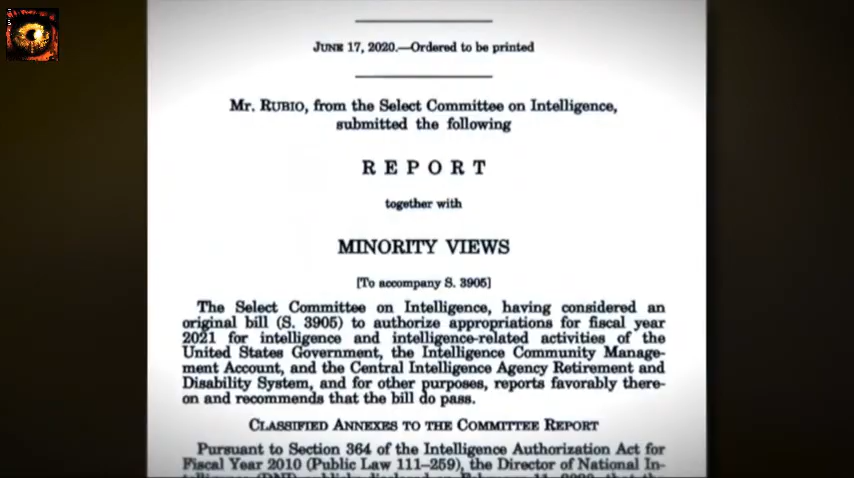 JUNE 17, 2020.—Ordered to be printed
Mr. RUBIO, from the Select Committee on Intelligence,
submitted the following
REPORT
together with
MINORITY VIEWS
[To accompany S. 3905]
The Select Committee on Intelligence, having considered an
original bill (S. 3905) to authorize appropriations for fiscal year
2021 for intelligence and intelligence-related activities of the
United States Government, the Intelligence Community Manage-
ment Account, and the Central Intelligence Agency Retirement and
Disability System, and for other purposes, reports favorably there-
on and recommends that the bill do pass.
CLASSIFIED ANNEXES TO THE COMMITTEE REPORT
Pursuant to Section 364 of the Intelligence Authorization Act for
Fiscal Year 2010 (Public Law 111–259), the Director of National In-